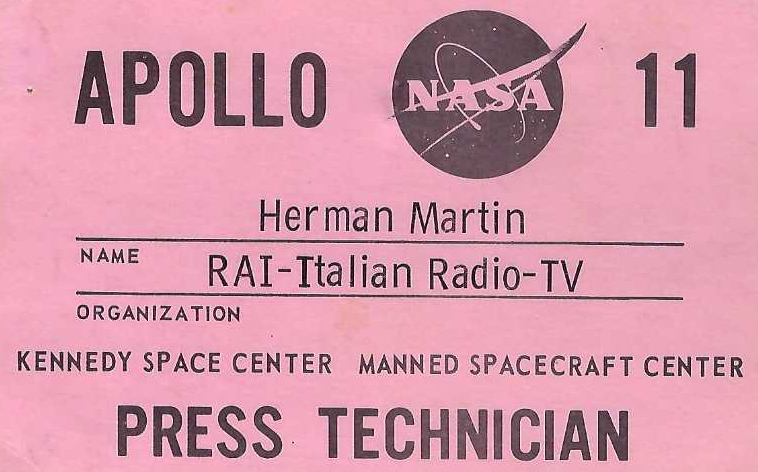 APOLLO NASA 11
Herman Martin
NAME
RAI-Italian Radio-TV
ORGANIZATION
KENNEDY SPACE CENTER MANNED SPACECRAFT CENTER
PRESS TECHNICIAN